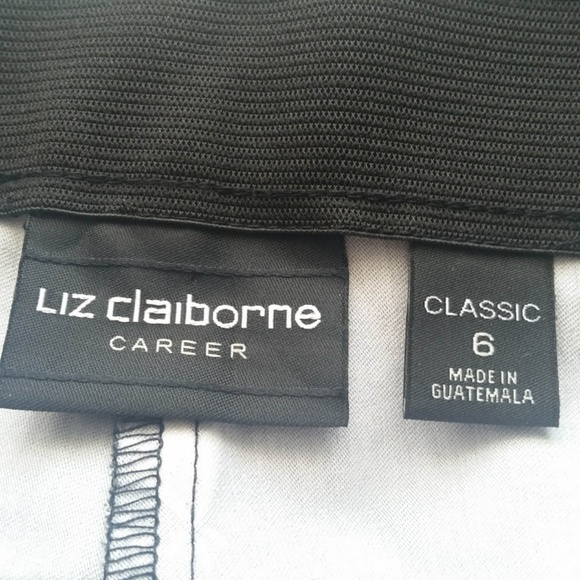 Liz claiborne
CAREER
CLASSIC
6
MADE IN
GUATEMALA